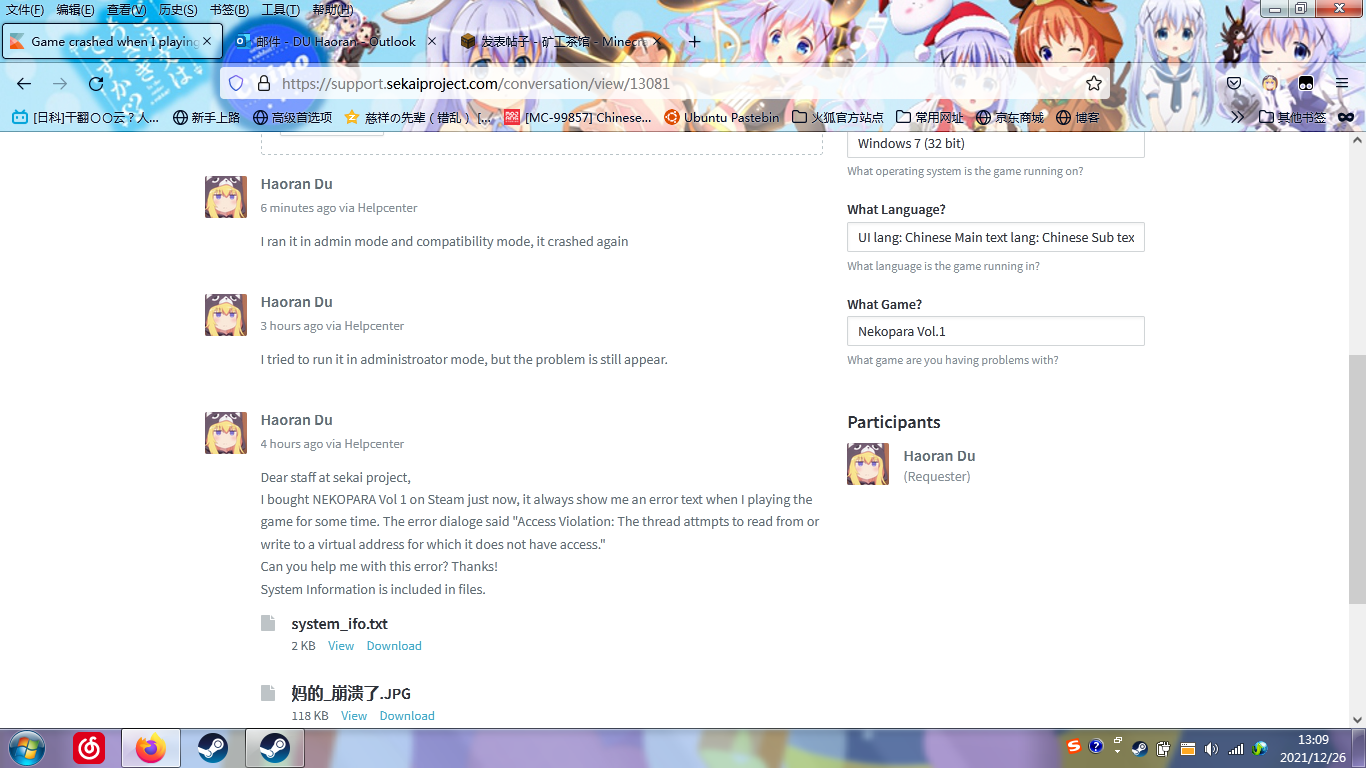 文件(F) 编辑(E) 查看(V) 历史(S) 书签(B) 工具(T) 帮助(H)
Game crashed when I playing
邮件 - DU Haoran - Outlook
发表帖子 - 矿工茶馆 - Minecr
https://support.sekaiproject.com/conversation/view/13081
[日科]千翻〇〇云？人...
新手上路
高级首选项
慈祥の先辈（错乱）[...
[MC-99857] Chinese...
Ubuntu Pastebin
火狐官方站点
常用网址
京东商城
博客
其他书签
Windows 7 (32 bit)
What operating system is the game running on?
What Language?
UI lang: Chinese Main text lang: Chinese Sub tex
What language is the game running in?
What Game?
Nekopara Vol.1
What game are you having problems with?
Participants
Haoran Du
(Requester)
Haoran Du
6 minutes ago via Helpcenter
I ran it in admin mode and compatibility mode, it crashed again
Haoran Du
3 hours ago via Helpcenter
I tried to run it in administroator mode, but the problem is still appear.
Haoran Du
4 hours ago via Helpcenter
Dear staff at sekai project,
I bought NEKOPARA Vol 1 on Steam just now, it always show me an error text when I playing the
game for some time. The error dialoge said "Access Violation: The thread attmpts to read from or
write to a virtual address for which it does not have access."
Can you help me with this error? Thanks!
System Information is included in files.
system_ifo.txt
2 KB View Download
妈的_崩溃了.JPG
118 KB View Download
13:09
2021/12/26